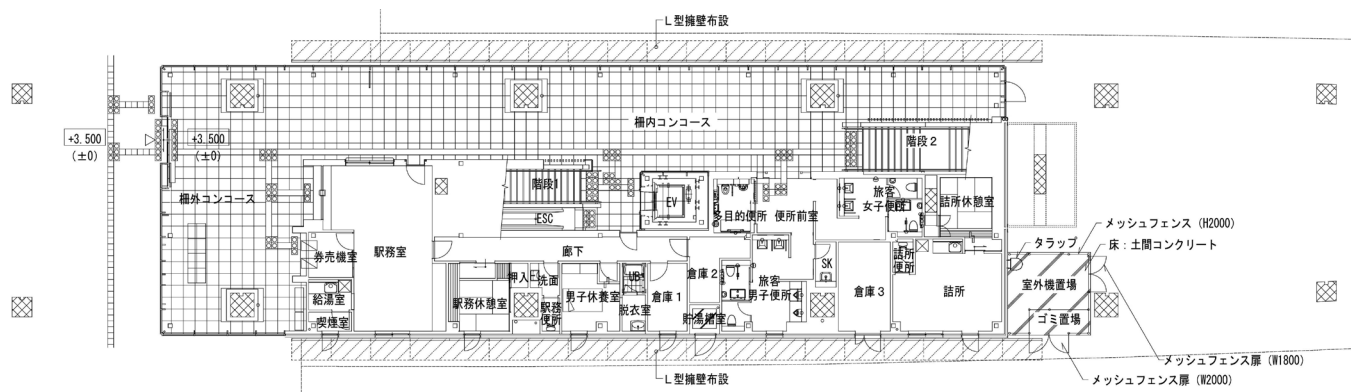 L型擁壁布設
+3.500
(±0)
+3.500
(±0)
柵内コンコース
階段2
柵外コンコース
階段1
ESC
EV
多目的便所
便所前室
旅客
女子便所
詰所休憩室
メッシュフェンス (H2000)
タラップ
床：土間コンクリート
券売機室
駅務室
廊下
給湯室
喫煙室
駅務休憩室
押入
洗面
駅務
便所
男子休養室
UB
脱衣室
倉庫1
倉庫2
貯湯槽室
旅客
男子便所
SK
倉庫3
詰所
便所
詰所
室外機置場
ゴミ置場
メッシュフェンス扉 (W1800)
メッシュフェンス扉 (W2000)
L型擁壁布設